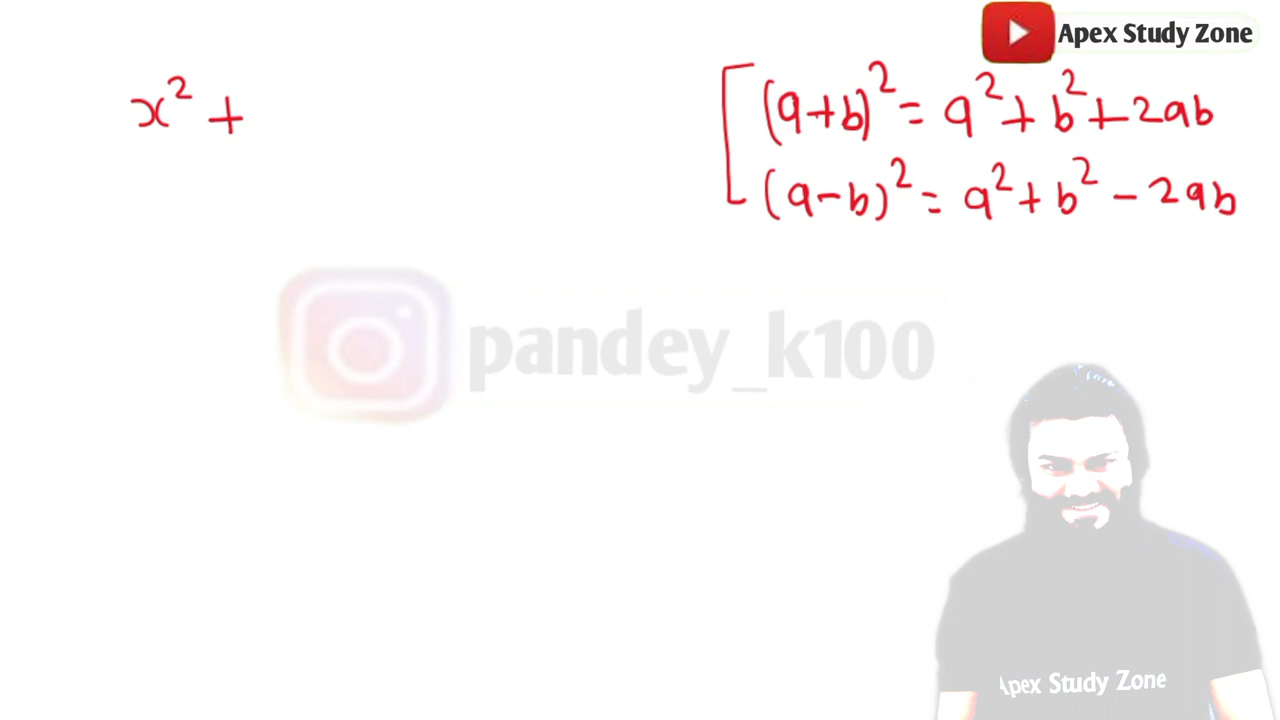 Apex Study Zone
x² +
(a+b)² = a² + b² + 2ab
(a-b)² = a² + b² - 2ab
pandey_k100
Apex Study Zone